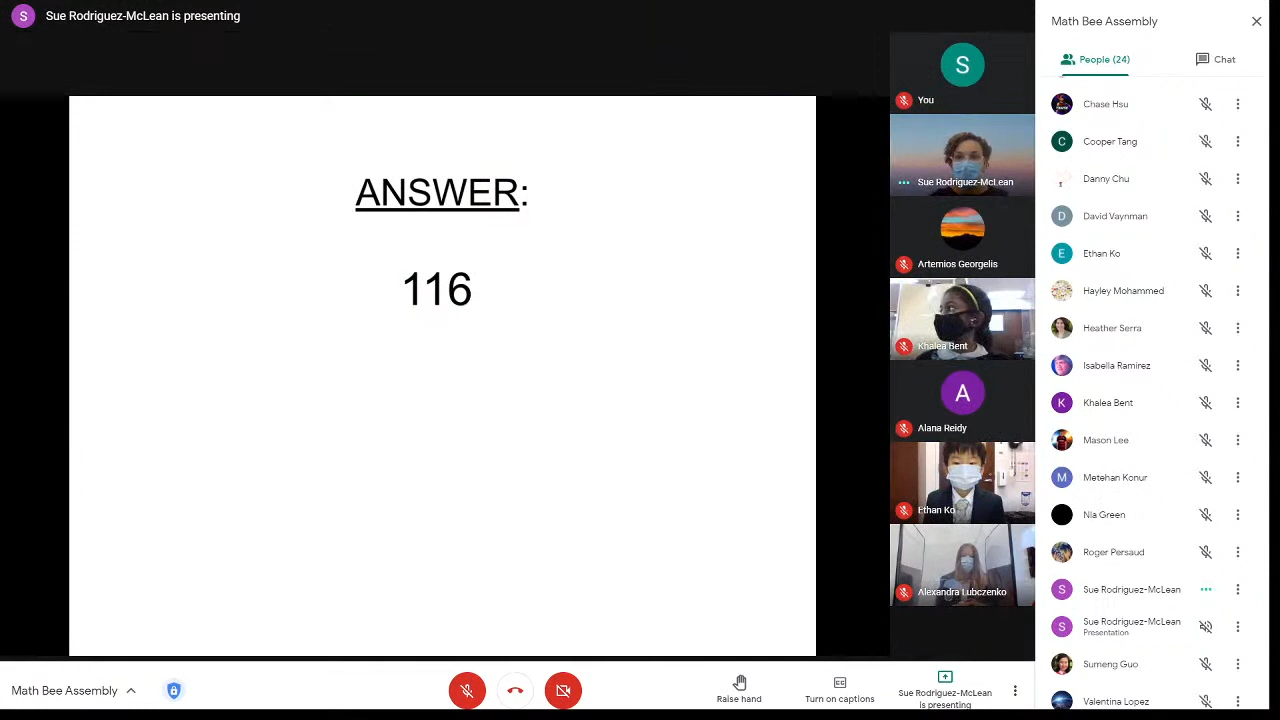 S
Sue Rodriguez-McLean is presenting
ANSWER:
116
S
You
Sue Rodriguez-McLean
Artemios Georgelis
Khalea Bent
A
Alana Reidy
Ethan Ko
Alexandra Lubczenko
Math Bee Assembly
People (24)
Chat
Chase Hsu
C
Cooper Tang
Danny Chu
D
David Vaynman
E
Ethan Ko
Hayley Mohammed
Heather Serra
Isabella Ramirez
K
Khalea Bent
Mason Lee
M
Metehan Konur
Nia Green
Roger Persaud
S
Sue Rodriguez-McLean
S
Sue Rodriguez-McLean
Presentation
Sumeng Guo
Valentina Lopez
Math Bee Assembly
Raise hand
CC
Turn on captions
Sue Rodriguez-McLean
is presenting